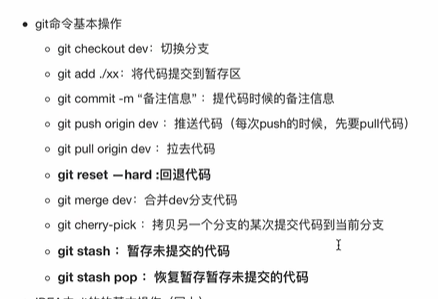 git命令基本操作
git checkout dev：切换分支
git add ./xx：将代码提交到暂存区
git commit -m “备注信息” ：提代码时候的备注信息
git push origin dev ：推送代码（每次push的时候，先要pull代码）
git pull origin dev ：拉去代码
git reset —hard :回退代码
git merge dev：合并dev分支代码
git cherry-pick ：拷贝另一个分支的某次提交代码到当前分支
git stash ：暂存未提交的代码
git stash pop ：恢复暂存暂存未提交的代码